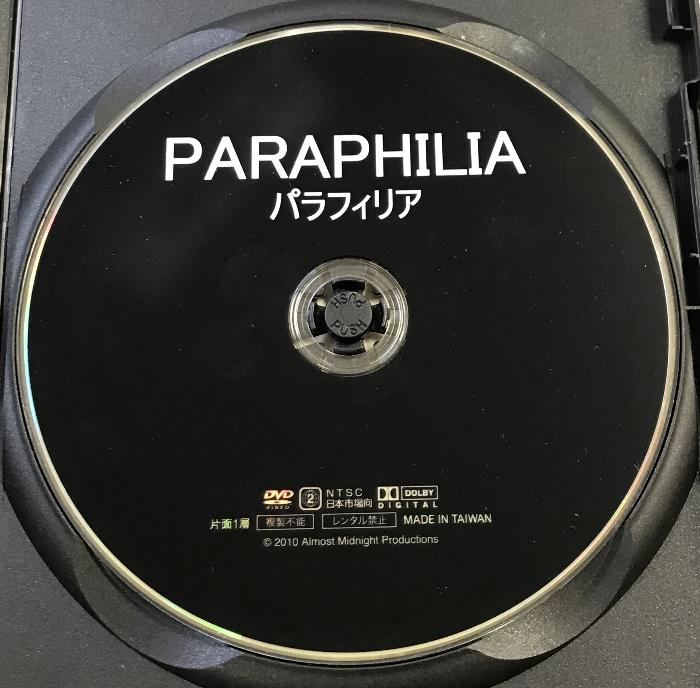 PARAPHILIA
パラフィリア
PUSH
PUSH
DVD VIDEO 2 NTSC 日本市場向 DOLBY DIGITAL
片面1層 複製不能 レンタル禁止 MADE IN TAIWAN
© 2010 Almost Midnight Productions